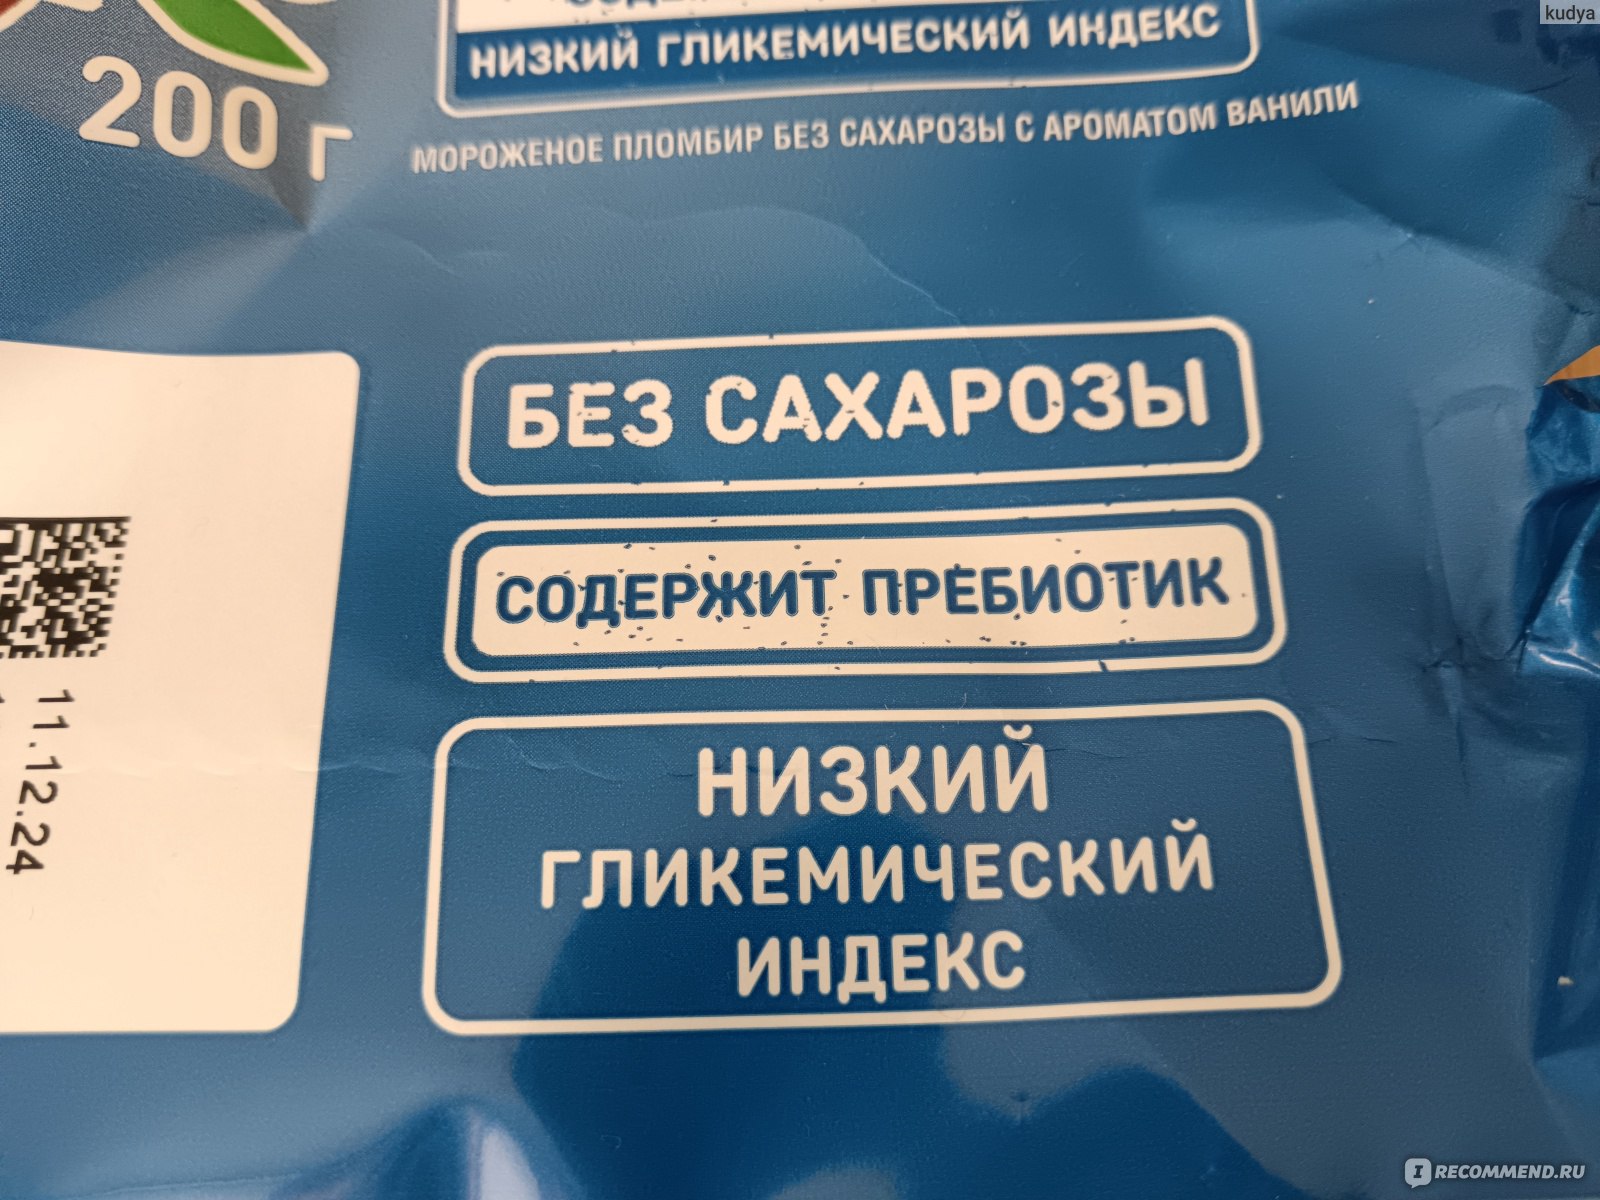 kudya
НИЗКИЙ ГЛИКЕМИЧЕСКИЙ ИНДЕКС
200 г
МОРОЖЕНОЕ ПЛОМБИР БЕЗ САХАРОЗЫ С АРОМАТОМ ВАНИЛИ
БЕЗ САХАРОЗЫ
СОДЕРЖИТ ПРЕБИОТИК
НИЗКИЙ
ГЛИКЕМИЧЕСКИЙ
ИНДЕКС
11.12.24
IRECOMMEND.RU